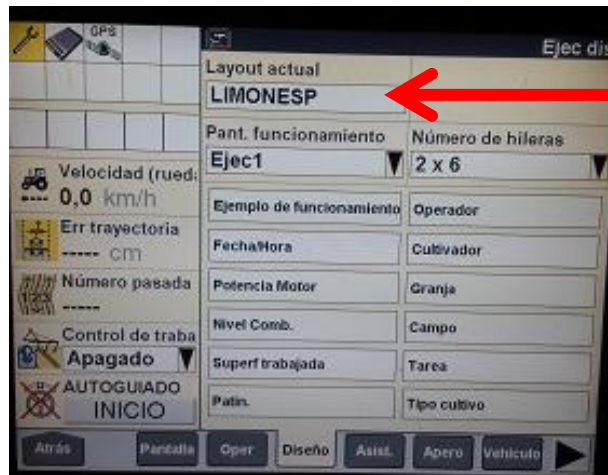 GPS
Ejec dis
Layout actual
LIMONESP
Pant. funcionamiento
Número de hileras
Ejec1
2 x 6
Velocidad (rued
0,0 km/h
Ejemplo de funcionamiento
Operador
Err trayectoria
----- cm
Fecha/Hora
Cultivador
Número pasada
-----
Potencia Motor
Granja
Nivel Comb.
Campo
Control de traba
Apagado
Superf trabajada
Tarea
AUTOGUIADO
INICIO
Patin.
Tipo cultivo
Atrás
Pantalla
Oper
Diseño
Asist.
Apero
Vehículo